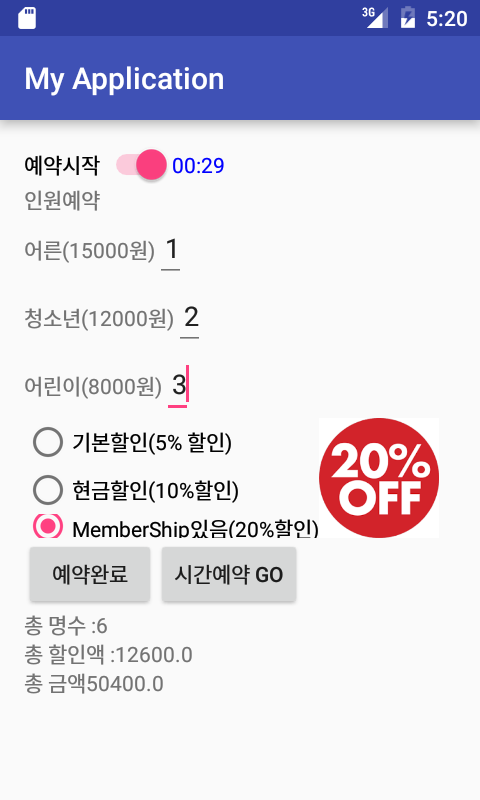 3G 5:20
My Application
예약시작 00:29
인원예약
어른(15000원) 1
청소년(12000원) 2
어린이(8000원) 3
기본할인(5% 할인)
현금할인(10%할인)
MemberShip있음(20%할인)
20%
OFF
예약완료 시간예약 GO
총 명수 :6
총 할인액 :12600.0
총 금액50400.0